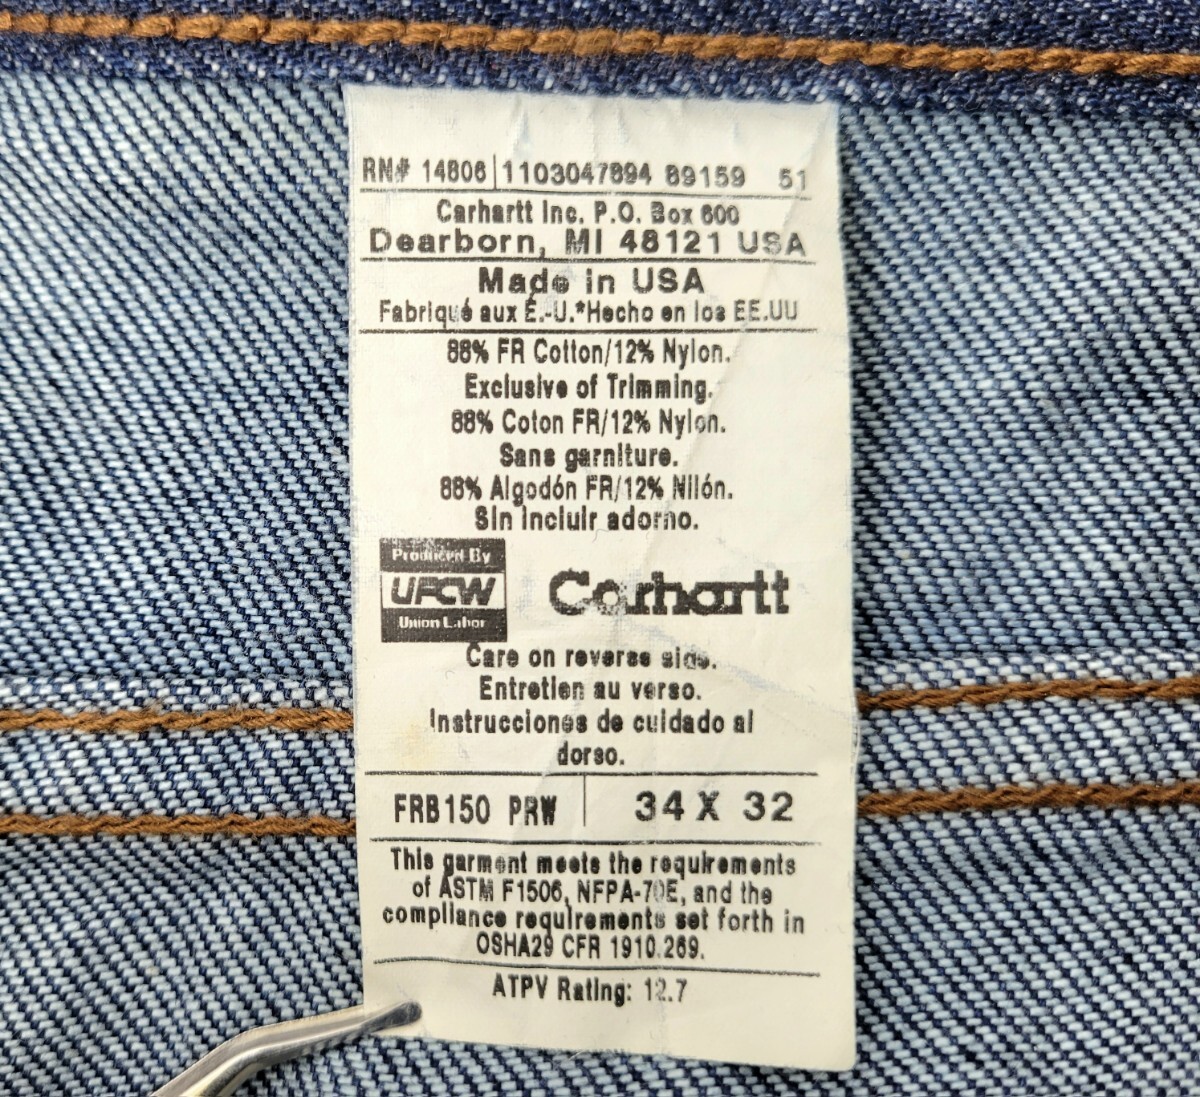 RN# 14806 | 1103047894 89159 51
Carhartt Inc. P.O. Box 600
Dearborn, MI 48121 USA
Made in USA
Fabriqué aux É.-U.*Hecho en los EE.UU
88% FR Cotton/12% Nylon.
Exclusive of Trimming.
88% Coton FR/12% Nylon.
Sans garniture.
88% Algodón FR/12% Nilón.
Sin incluir adorno.
Produced By
UFCW
Union Labor
Carhartt
Care on reverse side.
Entretien au verso.
Instrucciones de cuidado al
dorso.
FRB150 PRW | 34 X 32
This garment meets the requirements
of ASTM F1506, NFPA-70E, and the
compliance requirements set forth in
OSHA29 CFR 1910.269.
ATPV Rating: 12.7